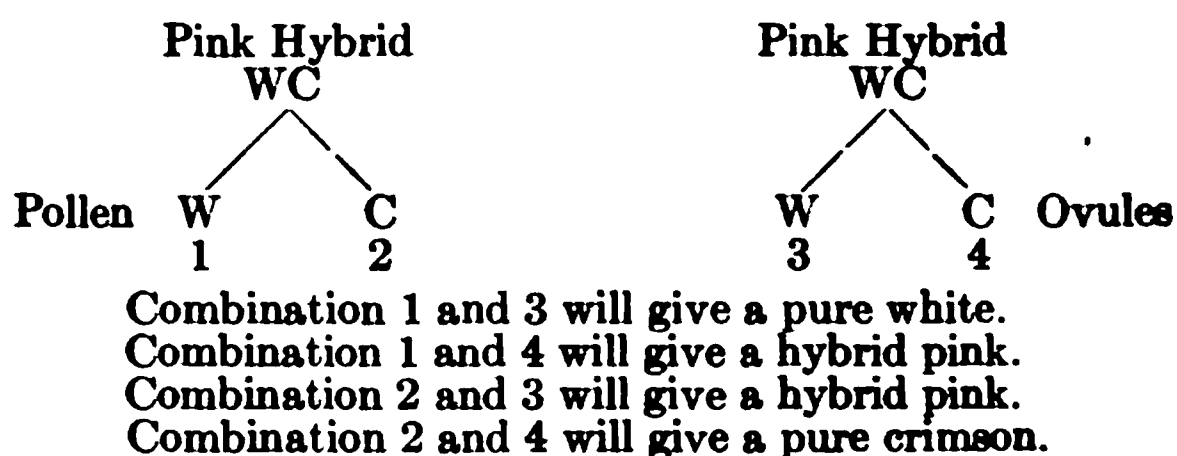 Pink Hybrid Pink Hybrid
WC WC
Pollen W C W C Ovules
1 2 3 4
Combination 1 and 3 will give a pure white.
Combination 1 and 4 will give a hybrid pink.
Combination 2 and 3 will give a hybrid pink.
Combination 2 and 4 will give a pure crimson.